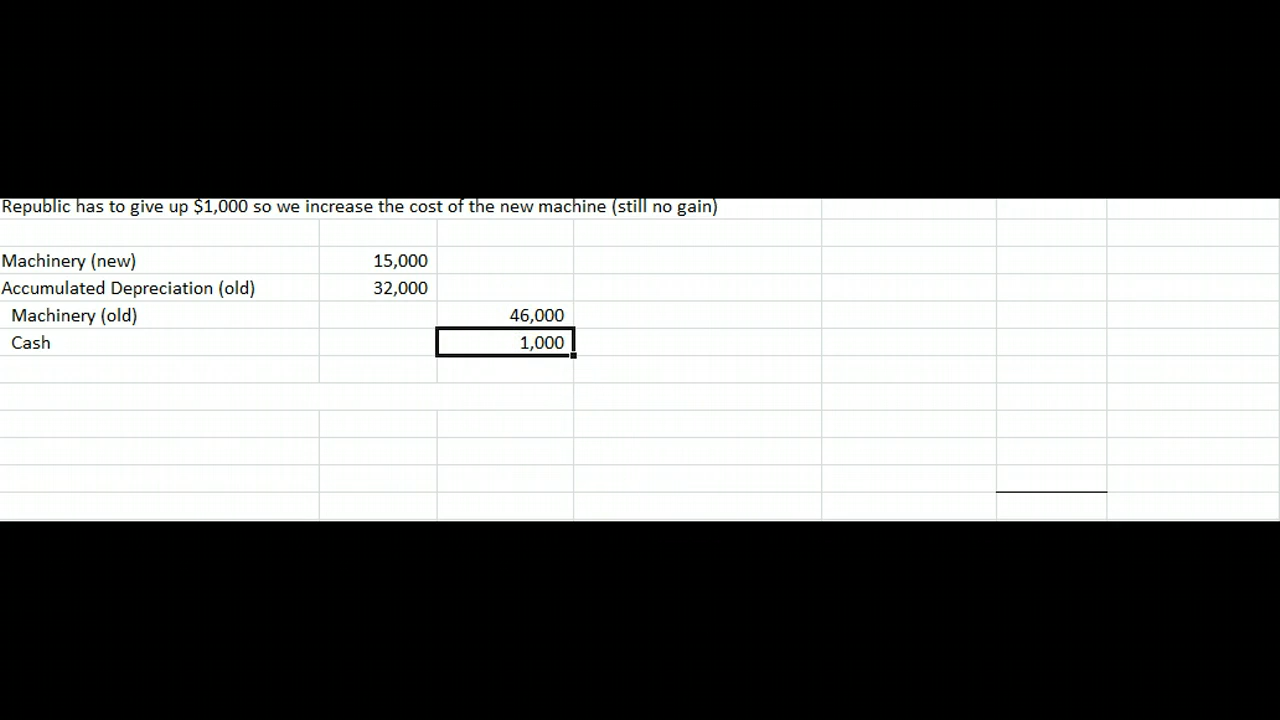 Republic has to give up $1,000 so we increase the cost of the new machine (still no gain)
Machinery (new) 15,000
Accumulated Depreciation (old) 32,000
Machinery (old) 46,000
Cash 1,000